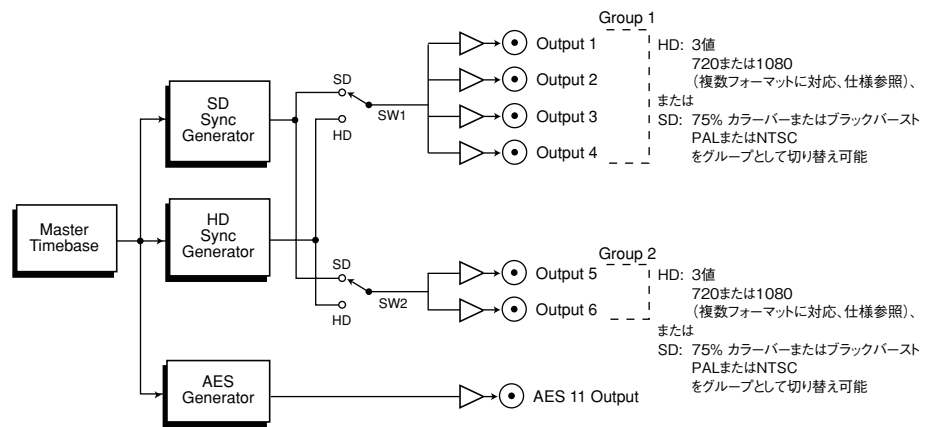 Group 1
Output 1
Output 2
Output 3
Output 4
HD: 3値
720または1080
（複数フォーマットに対応、仕様参照）、
または
SD: 75% カラーバーまたはブラックバースト
PALまたはNTSC
をグループとして切り替え可能
SD
Sync
Generator
SD
SW1
HD
Master
Timebase
HD
Sync
Generator
Group 2
SD
SW2
HD
Output 5
Output 6
HD: 3値
720または1080
（複数フォーマットに対応、仕様参照）、
または
SD: 75% カラーバーまたはブラックバースト
PALまたはNTSC
をグループとして切り替え可能
AES
Generator
AES 11 Output